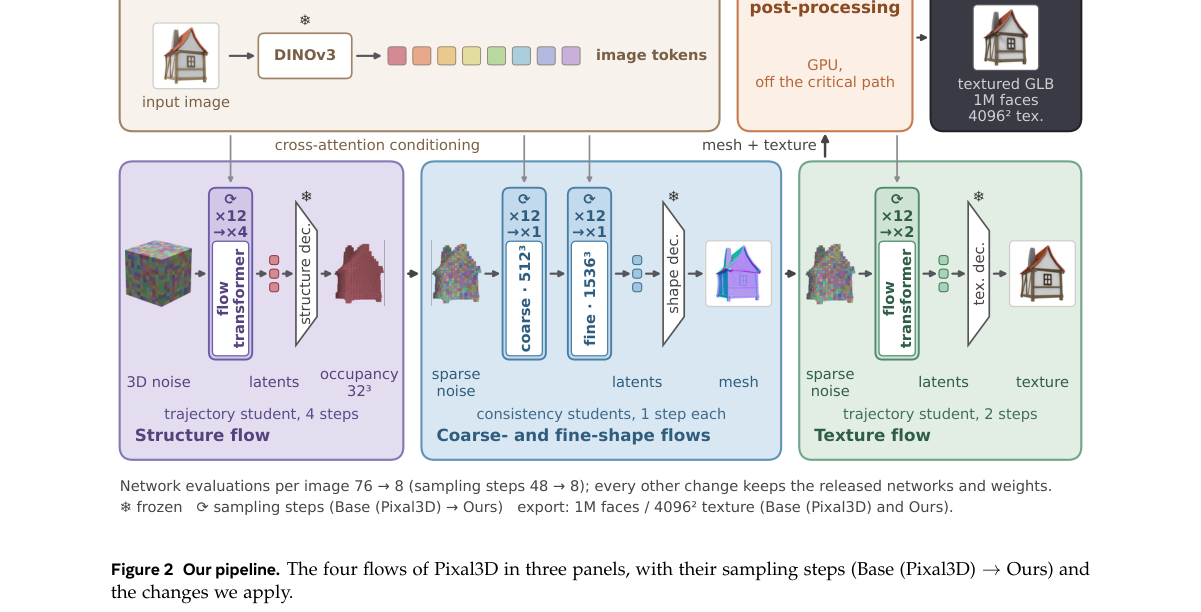 post-processing
❄
DINOv3
image tokens
input image
GPU,
off the critical path
textured GLB
1M faces
4096² tex.
cross-attention conditioning
mesh + texture
⟳
×12
→×4
flow
transformer
❄
structure dec.
3D noise
latents
occupancy
32³
trajectory student, 4 steps
Structure flow
⟳
×12
→×1
coarse · 512³
⟳
×12
→×1
fine · 1536³
❄
shape dec.
sparse
noise
latents
mesh
consistency students, 1 step each
Coarse- and fine-shape flows
⟳
×12
→×2
flow
transformer
❄
tex. dec.
sparse
noise
latents
texture
trajectory student, 2 steps
Texture flow
Network evaluations per image 76 → 8 (sampling steps 48 → 8); every other change keeps the released networks and weights.
❄ frozen ⟳ sampling steps (Base (Pixal3D) → Ours) export: 1M faces / 4096² texture (Base (Pixal3D) and Ours).
Figure 2 Our pipeline. The four flows of Pixal3D in three panels, with their sampling steps (Base (Pixal3D) → Ours) and
the changes we apply.